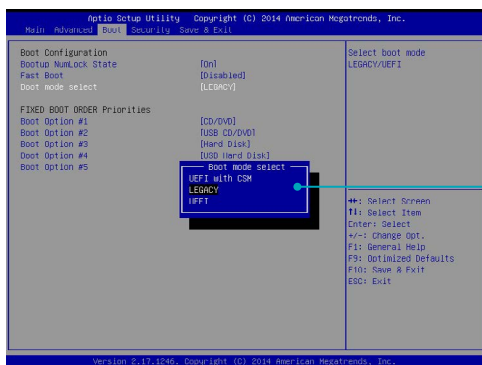 Aptio Setup Utility Copyright (C) 2014 American Megatrends, Inc.
Main Advanced Boot Security Save & Exit
Boot Configuration
Bootup NumLock State [On]
Fast Boot [Disabled]
Boot mode select [LEGACY]
FIXED BOOT ORDER Priorities
Boot Option #1 [CD/DVD]
Boot Option #2 [USB CD/DVD]
Boot Option #3 [Hard Disk]
Boot Option #4 [USB Hard Disk]
Boot Option #5
Boot mode select
UEFI with CSM
LEGACY
UEFI
Select boot mode
LEGACY/UEFI
→←: Select Screen
↑↓: Select Item
Enter: Select
+/-: Change Opt.
F1: General Help
F9: Optimized Defaults
F10: Save & Exit
ESC: Exit
Version 2.17.1246. Copyright (C) 2014 American Megatrends, Inc.